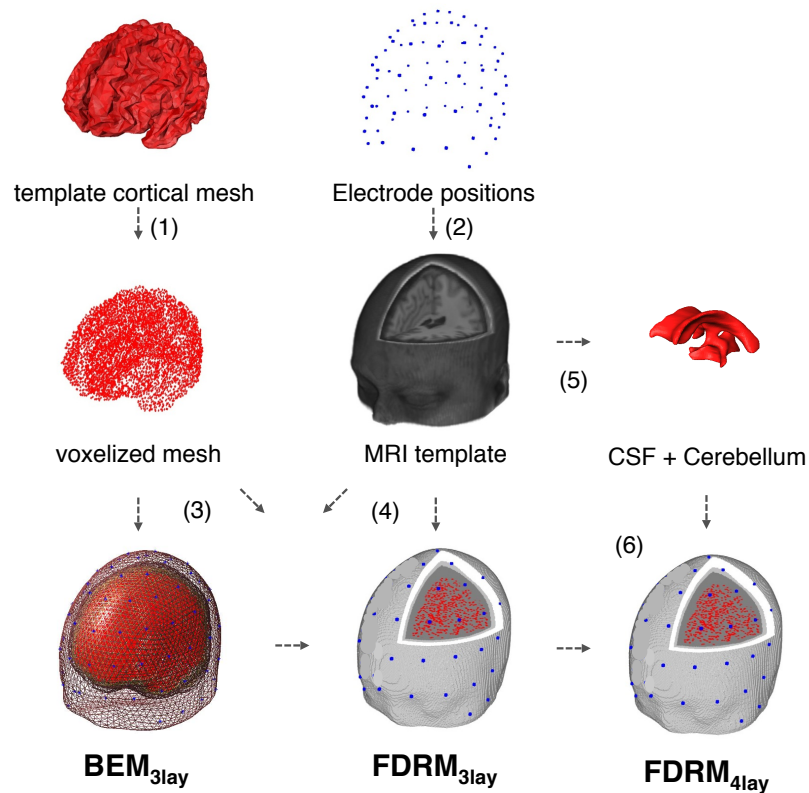 template cortical mesh
Electrode positions
(1)
(2)
(5)
voxelized mesh
MRI template
CSF + Cerebellum
(3)
(4)
(6)
BEM3lay
FDRM3lay
FDRM4lay